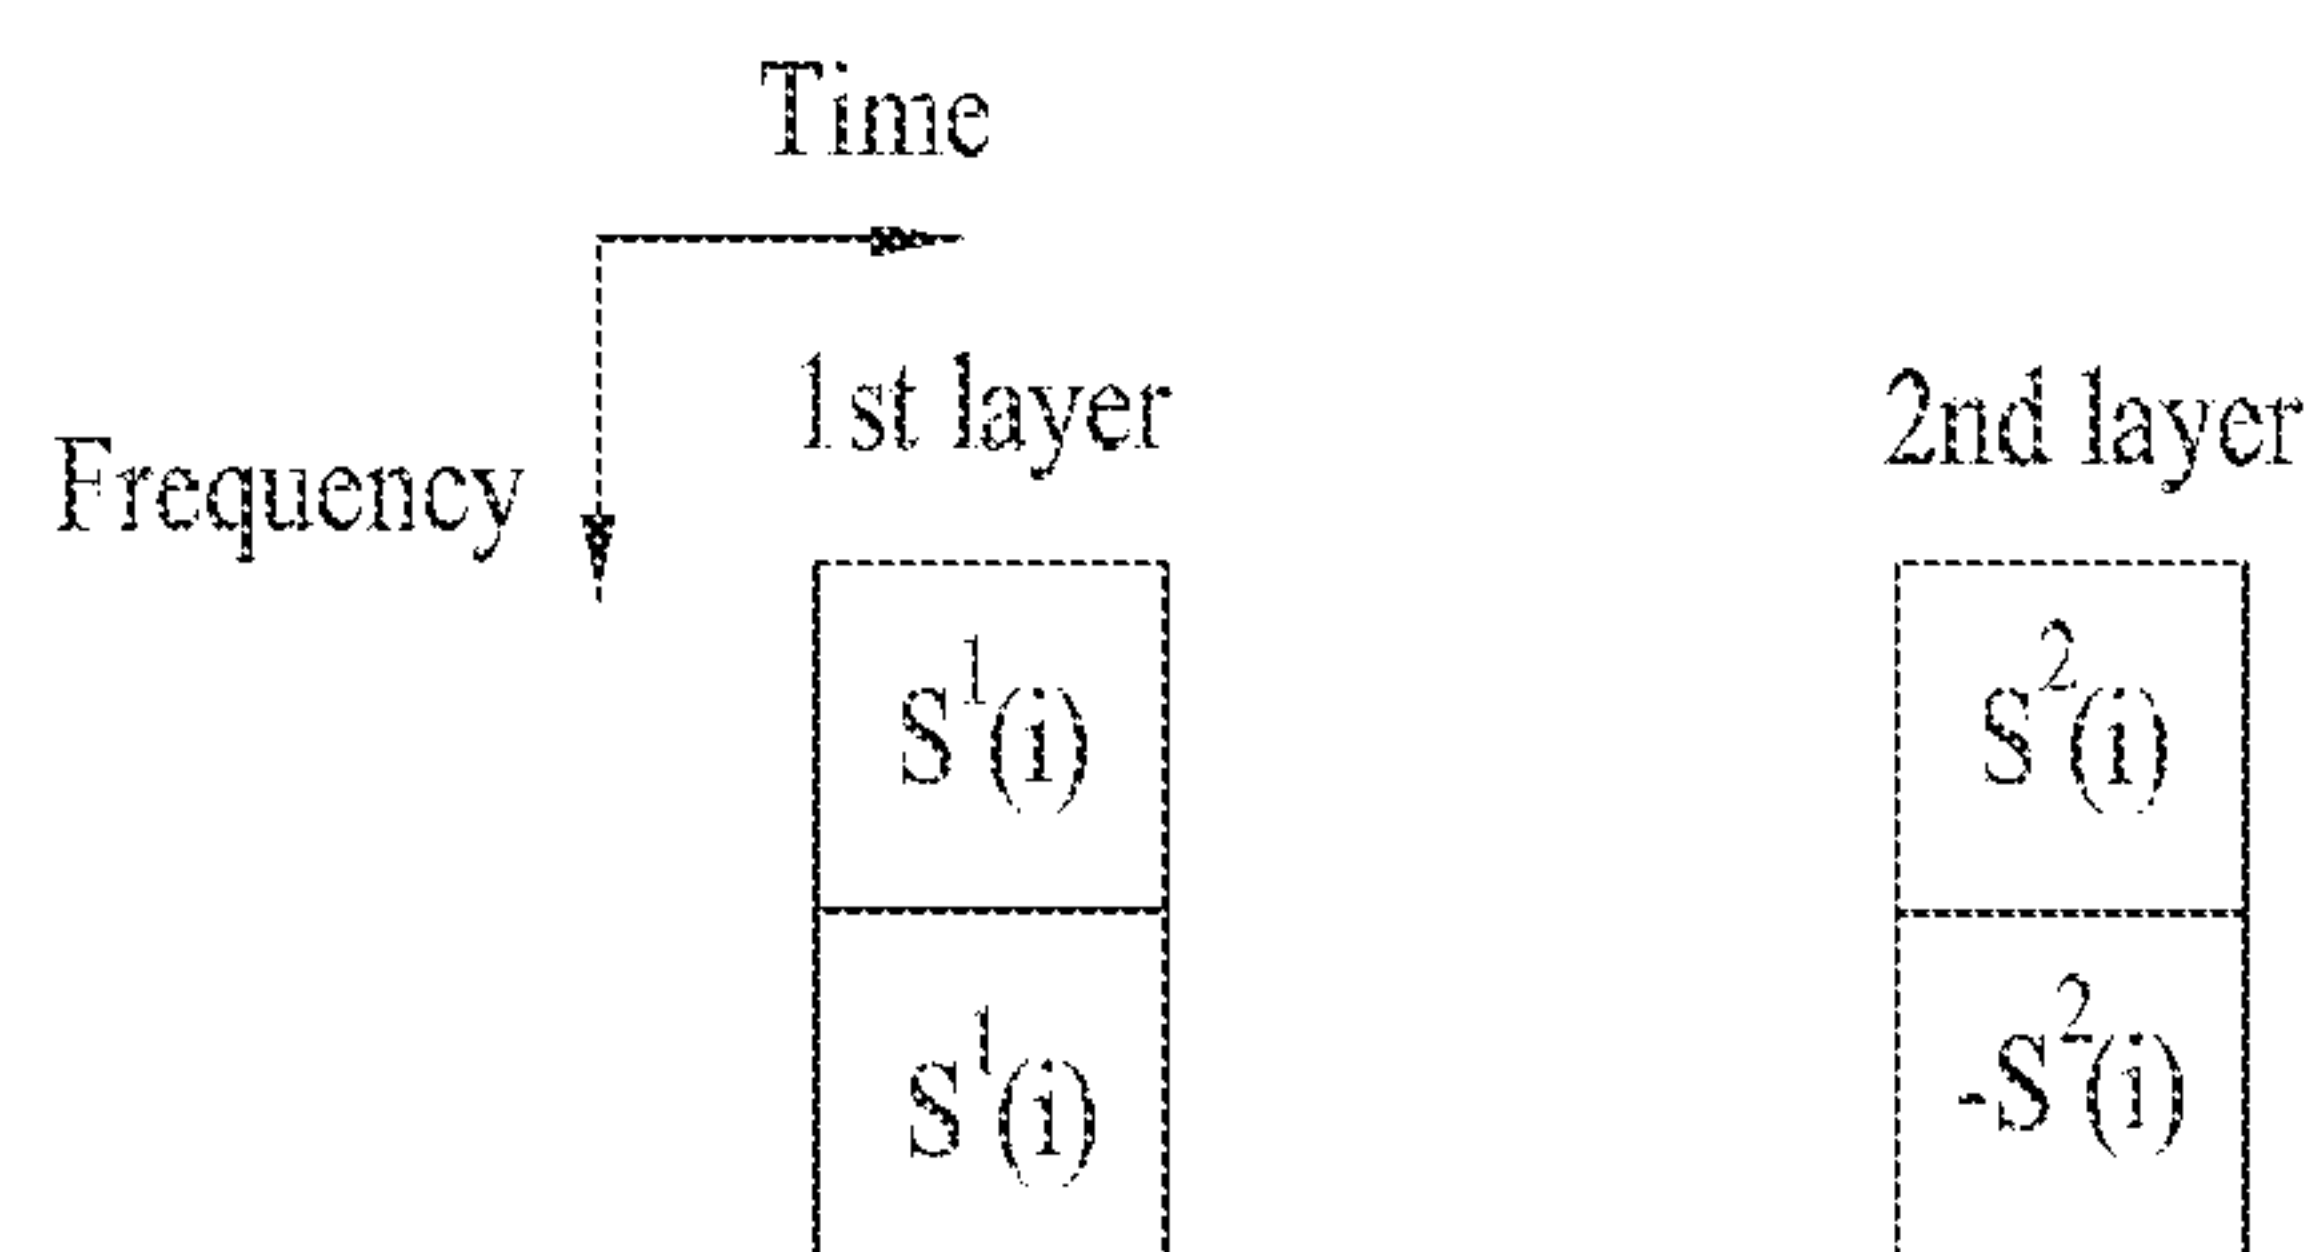 Time
1st layer
2nd layer
Frequency
S¹(i)
S²(i)
S¹(i)
-S²(i)